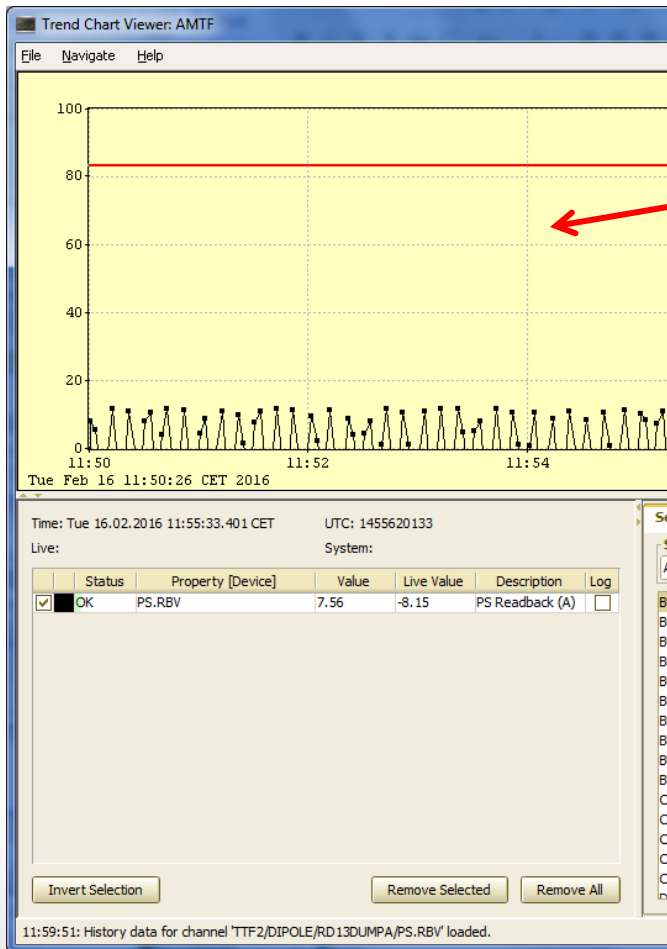 Trend Chart Viewer: AMTF
File Navigate Help
100
80
60
40
20
0
11:50 11:52 11:54
Tue Feb 16 11:50:26 CET 2016
Time: Tue 16.02.2016 11:55:33.401 CET UTC: 1455620133
Live: System:
Status Property [Device] Value Live Value Description Log
OK PS.RBV 7.56 -8.15 PS Readback (A)
Invert Selection Remove Selected Remove All
11:59:51: History data for channel 'TTF2/DIPOLE/RD13DUMPA/PS.RBV' loaded.